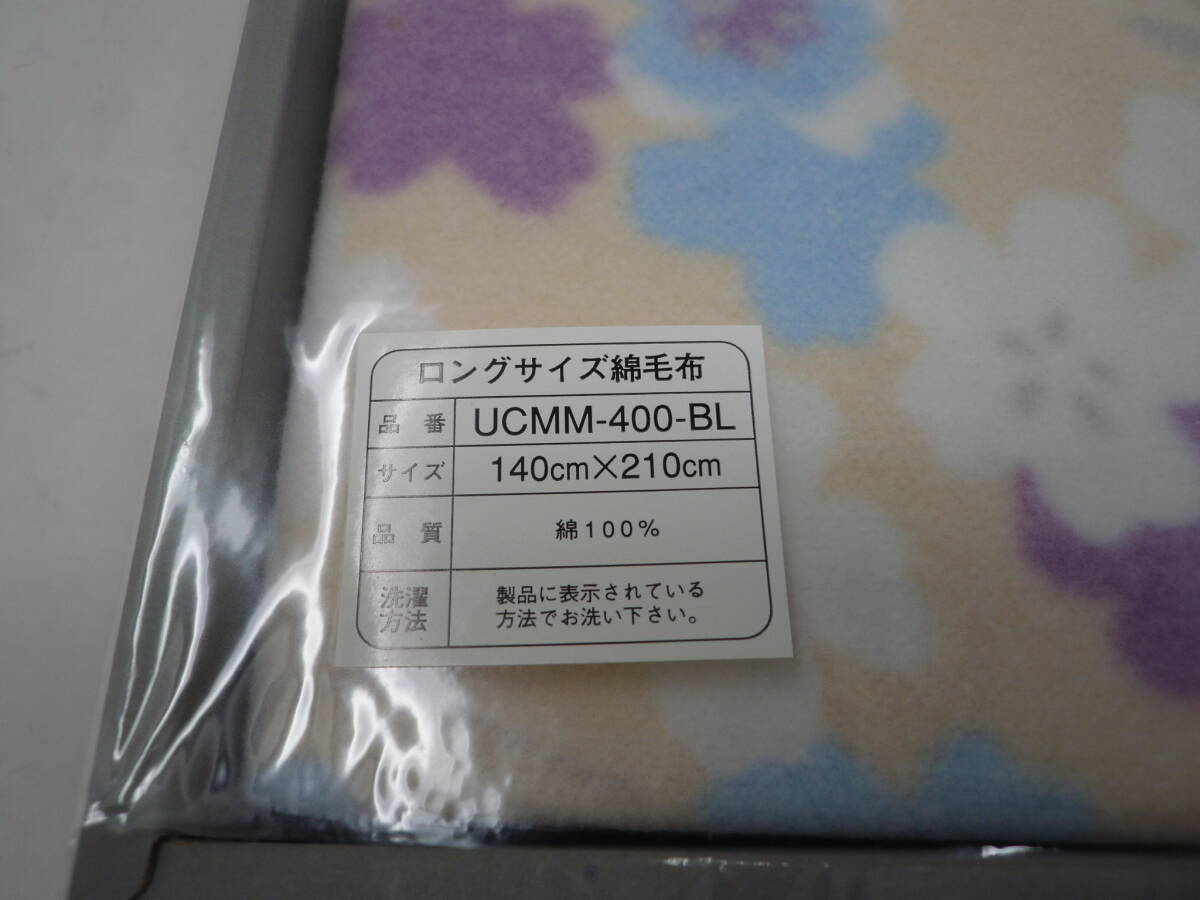 ロングサイズ綿毛布
品番 UCMM-400-BL
サイズ 140cm×210cm
品質 綿100%
洗濯方法 製品に表示されている
方法でお洗い下さい。